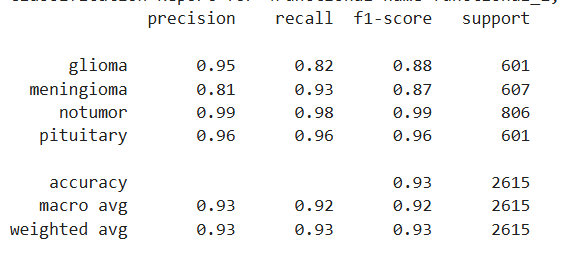 precision recall f1-score support
glioma 0.95 0.82 0.88 601
meningioma 0.81 0.93 0.87 607
notumor 0.99 0.98 0.99 806
pituitary 0.96 0.96 0.96 601
accuracy 0.93 2615
macro avg 0.93 0.92 0.92 2615
weighted avg 0.93 0.93 0.93 2615